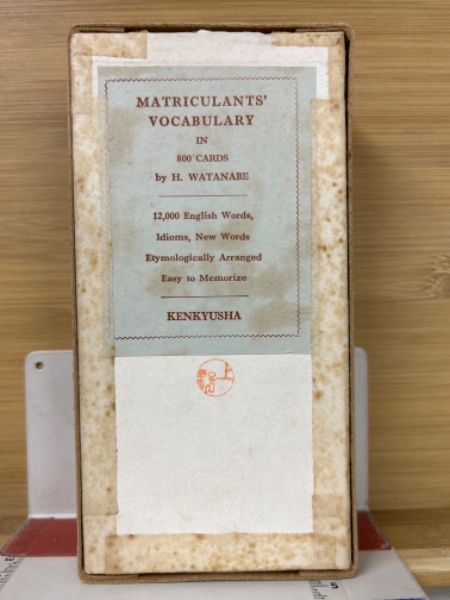 MATRICULANTS'
VOCABULARY
IN
800 CARDS
by H. WATANABE
12,000 English Words,
Idioms, New Words
Etymologically Arranged
Easy to Memorize
KENKYUSHA